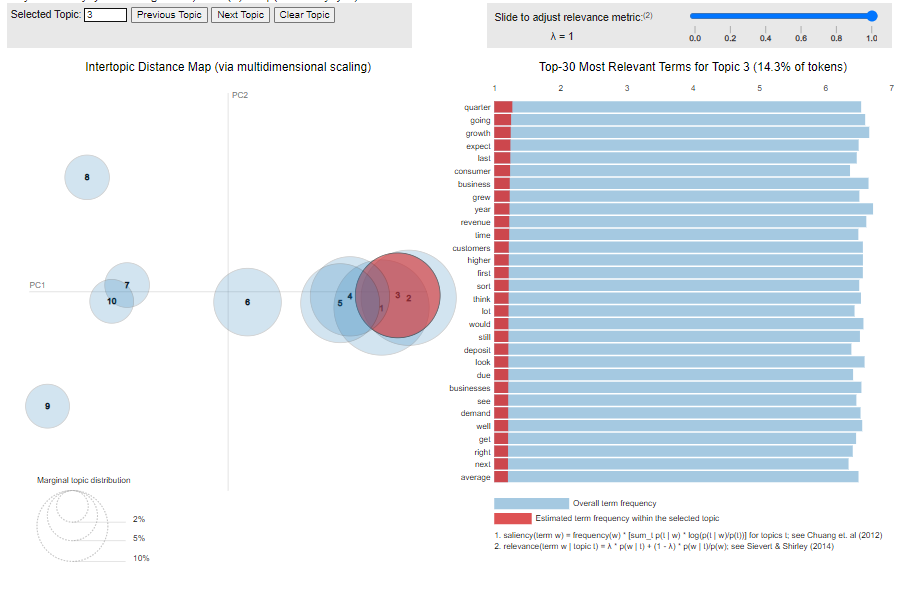 Selected Topic: 3 Previous Topic Next Topic Clear Topic
Slide to adjust relevance metric:(2)
λ = 1
0.0 0.2 0.4 0.6 0.8 1.0
Intertopic Distance Map (via multidimensional scaling)
PC2
PC1
8
7
10
6
5
4
1
3
2
9
Marginal topic distribution
2%
5%
10%
Top-30 Most Relevant Terms for Topic 3 (14.3% of tokens)
1 2 3 4 5 6 7
quarter
going
growth
expect
last
consumer
business
grew
year
revenue
time
customers
higher
first
sort
think
lot
would
still
deposit
look
due
businesses
see
demand
well
get
right
next
average
Overall term frequency
Estimated term frequency within the selected topic
1. saliency(term w) = frequency(w) * [sum_t p(t | w) * log(p(t | w)/p(t))] for topics t; see Chuang et. al (2012)
2. relevance(term w | topic t) = λ * p(w | t) + (1 - λ) * p(w | t)/p(w); see Sievert & Shirley (2014)